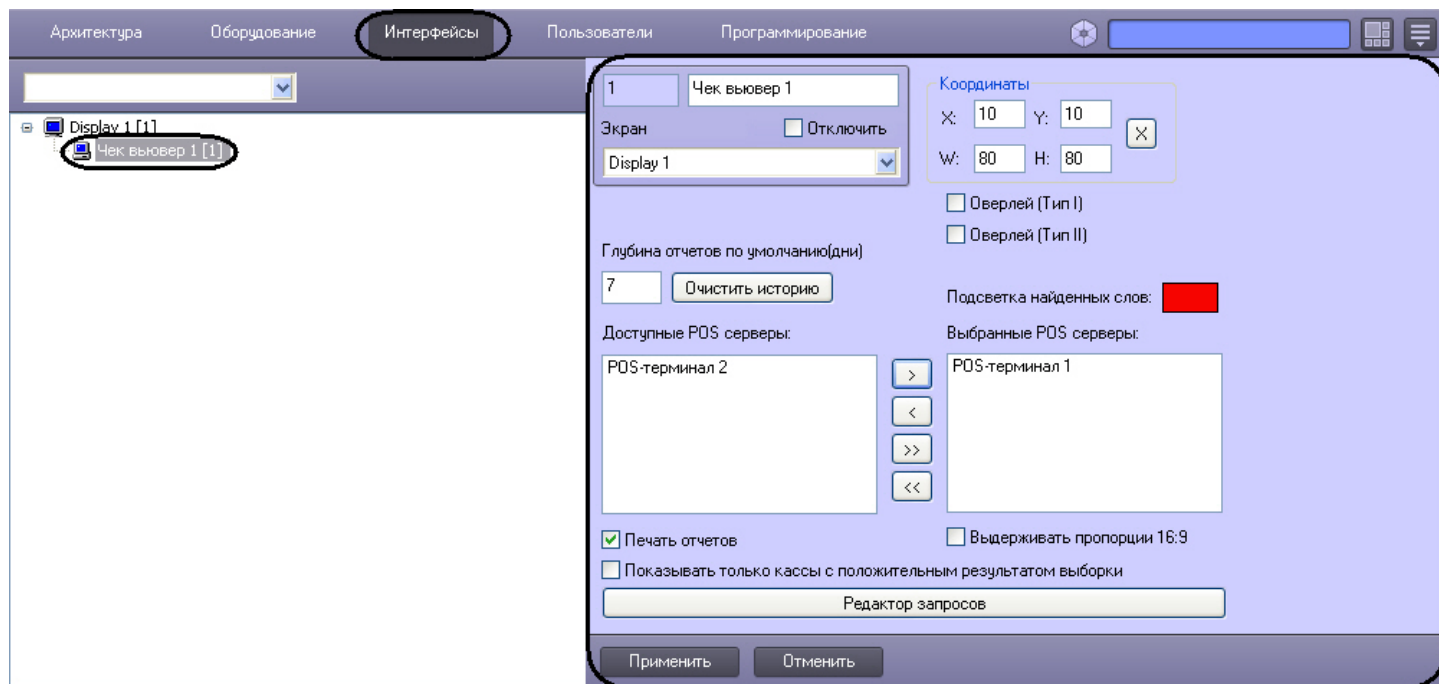 Архитектура Оборудование Интерфейсы Пользователи Программирование
Display 1 [1]
Чек вьювер 1 [1]
1 Чек вьювер 1
Экран Отключить
Display 1
Координаты
X: 10 Y: 10 X
W: 80 H: 80
Оверлей (Тип I)
Оверлей (Тип II)
Глубина отчетов по умолчанию(дни)
7 Очистить историю
Подсветка найденных слов:
Доступные POS серверы: Выбранные POS серверы:
POS-терминал 2 > POS-терминал 1
<
>>
<<
Печать отчетов Выдерживать пропорции 16:9
Показывать только кассы с положительным результатом выборки
Редактор запросов
Применить Отменить